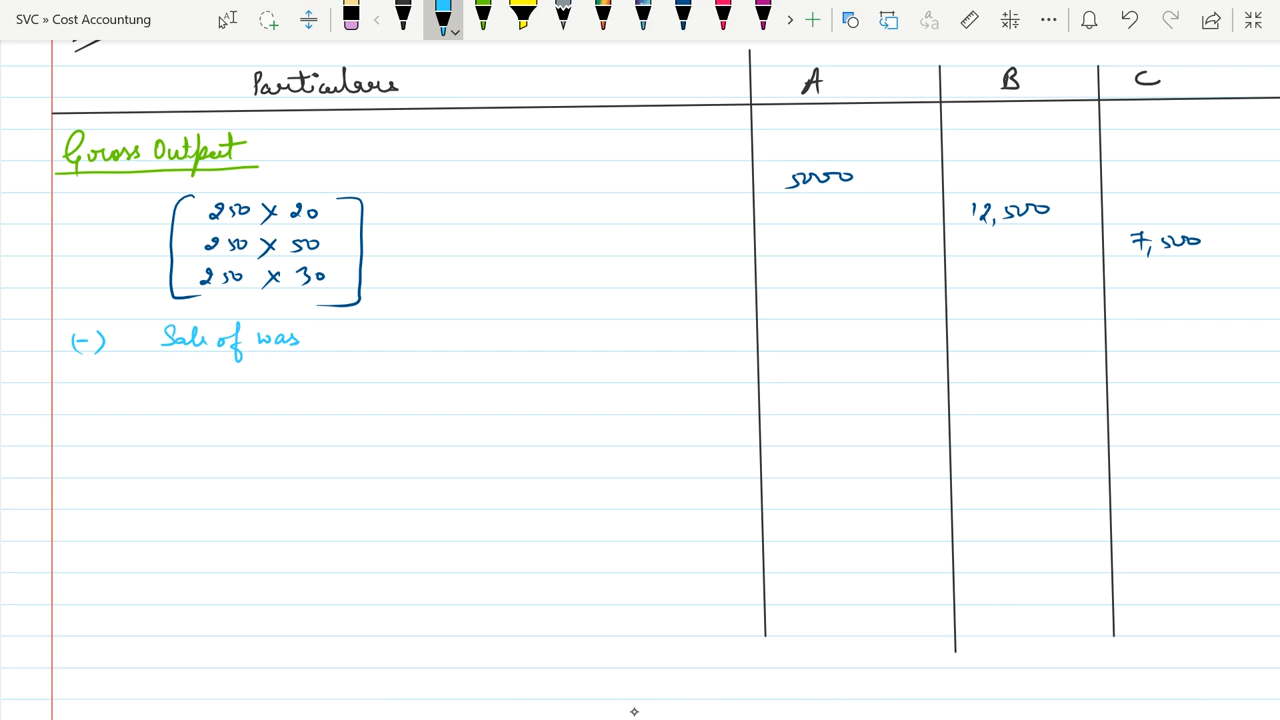 SVC » Cost Accountung
Particulars A B C
Gross Output
5000
250 × 20 12,500
250 × 50 7,500
250 × 30
(-) Sale of was